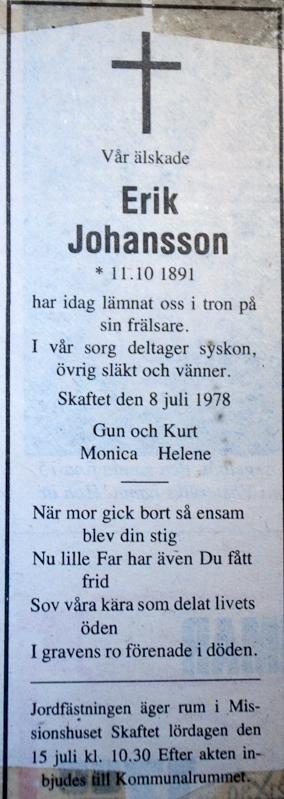 Vår älskade
Erik
Johansson
* 11.10 1891
har idag lämnat oss i tron på
sin frälsare.
I vår sorg deltager syskon,
övrig släkt och vänner.
Skaftet den 8 juli 1978
Gun och Kurt
Monica Helene
När mor gick bort så ensam
blev din stig
Nu lille Far har även Du fått
frid
Sov våra kära som delat livets
öden
I gravens ro förenade i döden.
Jordfästningen äger rum i Mis-
sionshuset Skaftet lördagen den
15 juli kl. 10.30 Efter akten in-
bjudes till Kommunalrummet.